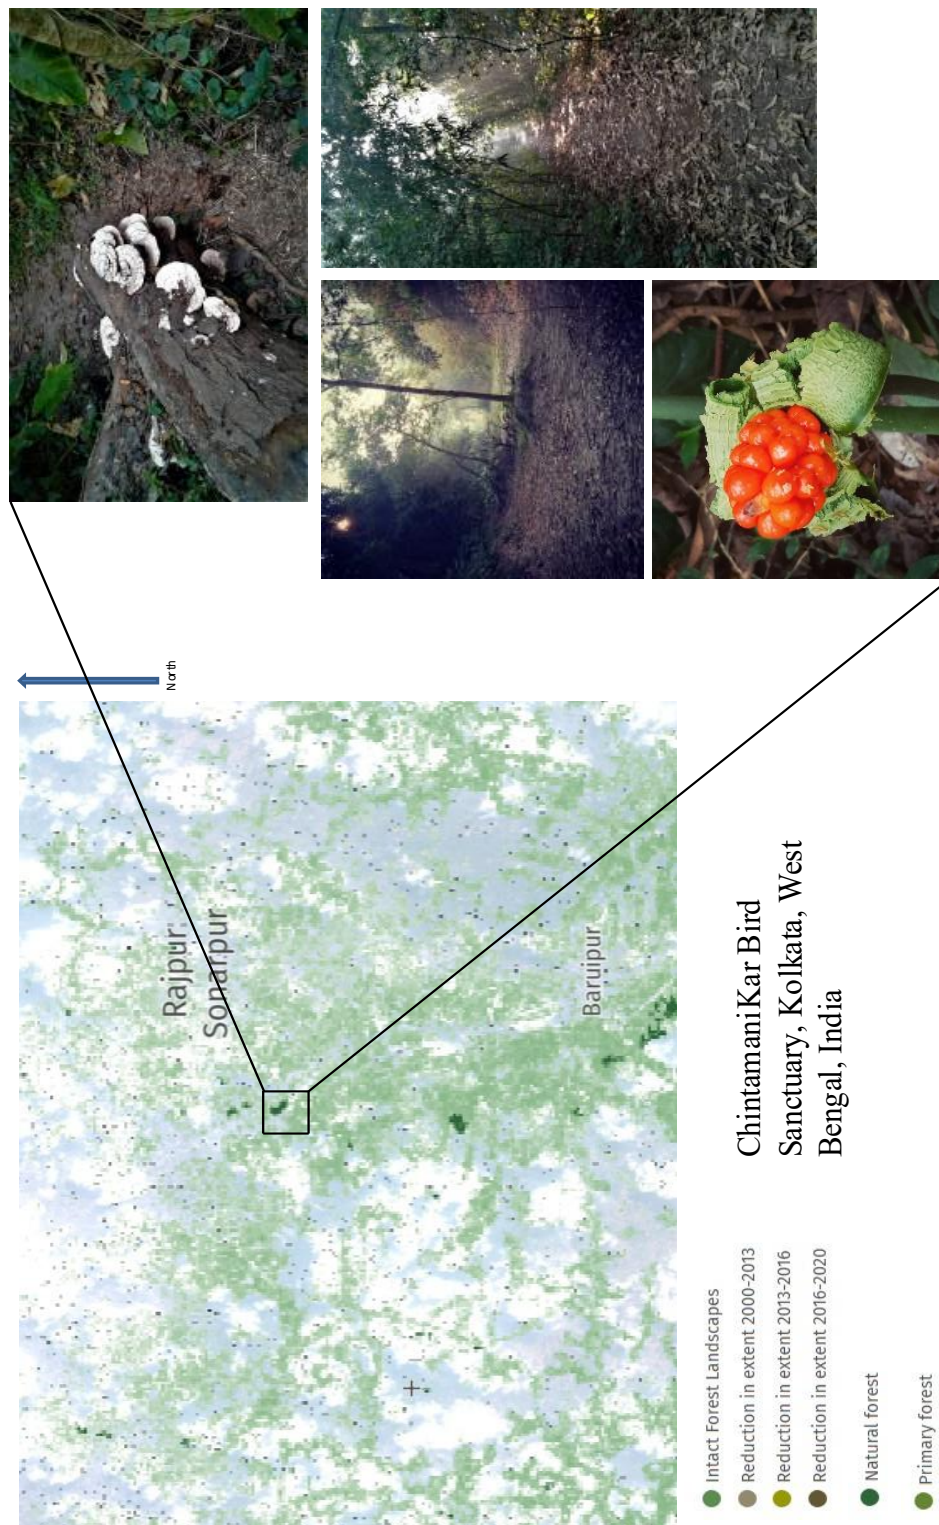 North
Rajpur
Sonarpur
Baruipur
ChintamaniKar Bird
Sanctuary, Kolkata, West
Bengal, India
Intact Forest Landscapes
Reduction in extent 2000-2013
Reduction in extent 2013-2016
Reduction in extent 2016-2020
Natural forest
Primary forest